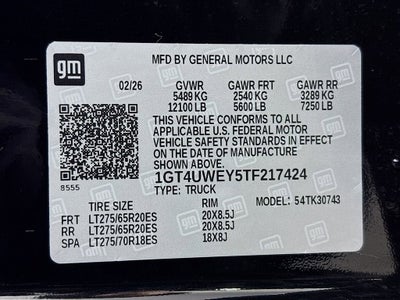 gm
MFD BY GENERAL MOTORS LLC
02/26 GVWR GAWR FRT GAWR RR
5489 KG 2540 KG 3289 KG
12100 LB 5600 LB 7250 LB
THIS VEHICLE CONFORMS TO ALL
APPLICABLE U.S. FEDERAL MOTOR
VEHICLE SAFETY STANDARDS IN EFFECT
ON THE DATE OF MANUFACTURE SHOWN ABOVE.
8555
1GT4UWEY5TF217424
TYPE: TRUCK
TIRE SIZE RIM MODEL: 54TK30743
FRT LT275/65R20ES 20X8.5J
RR LT275/65R20ES 20X8.5J
SPA LT275/70R18ES 18X8J